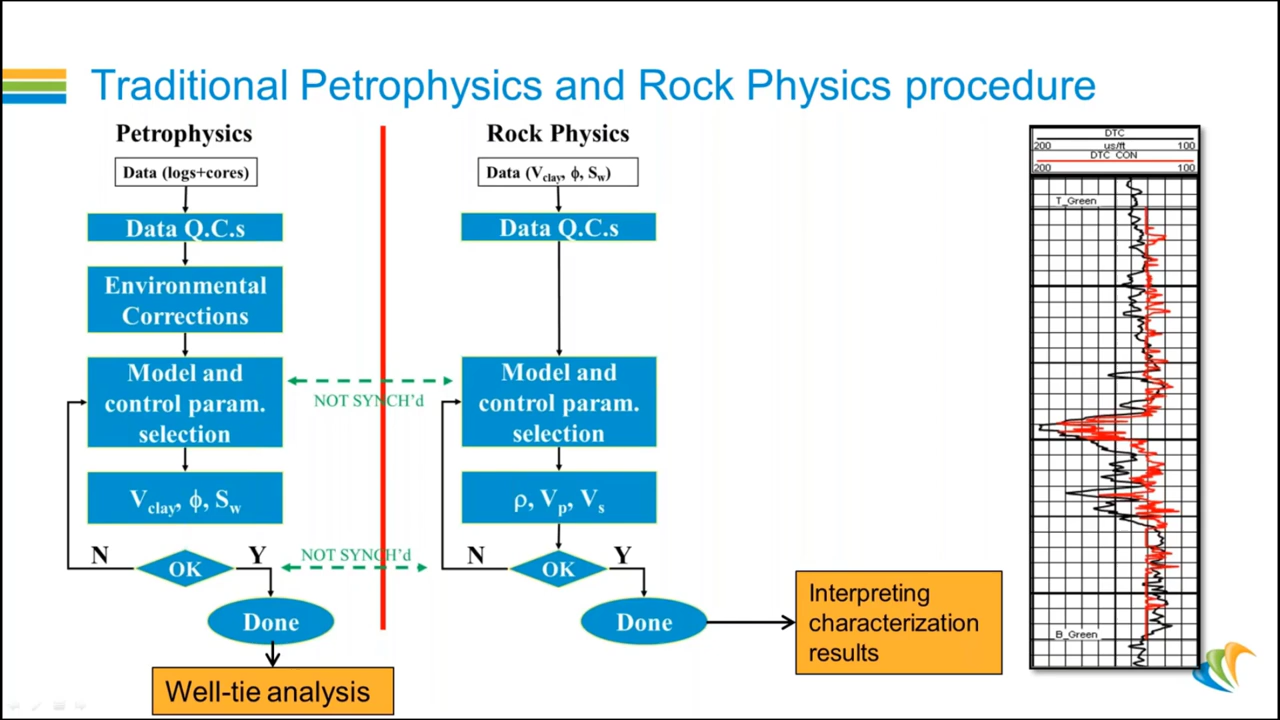 Traditional Petrophysics and Rock Physics procedure
Petrophysics
Data (logs+cores)
Data Q.C.s
Environmental
Corrections
Model and
control param.
selection
Vclay, ϕ, Sw
N
OK
Y
Done
Well-tie analysis
NOT SYNCH'd
NOT SYNCH'd
Rock Physics
Data (Vclay, ϕ, Sw)
Data Q.C.s
Model and
control param.
selection
ρ, Vp, Vs
N
OK
Y
Done
Interpreting
characterization
results
DTC
200 us/ft 100
DTC_CON
200 100
T_Green
B_Green